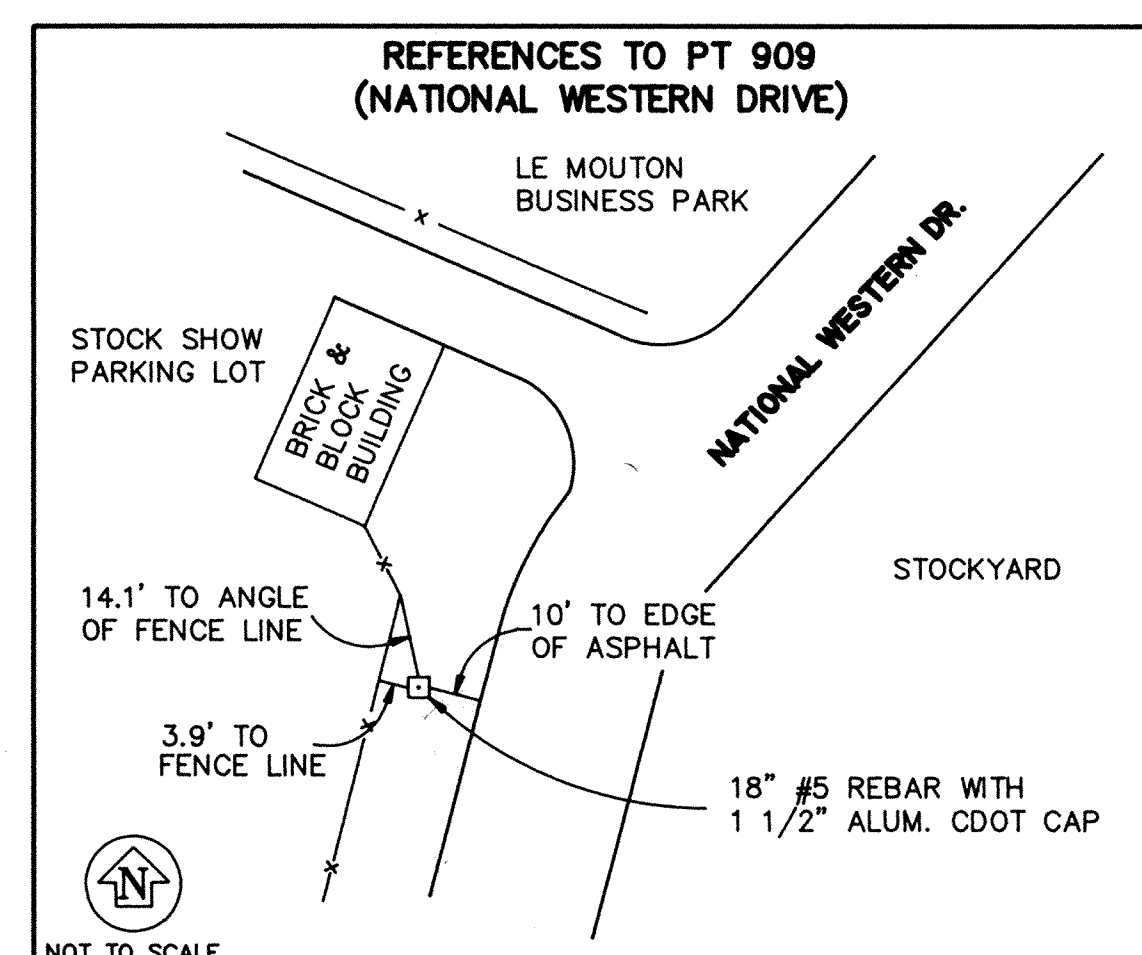 REFERENCES TO PT 909
(NATIONAL WESTERN DRIVE)
LE MOUTON
BUSINESS PARK
NATIONAL WESTERN DR.
STOCK SHOW
PARKING LOT
BRICK &
BLOCK
BUILDING
STOCKYARD
14.1' TO ANGLE
OF FENCE LINE
10' TO EDGE
OF ASPHALT
3.9' TO
FENCE LINE
18" #5 REBAR WITH
1 1/2" ALUM. CDOT CAP
N
NOT TO SCALE